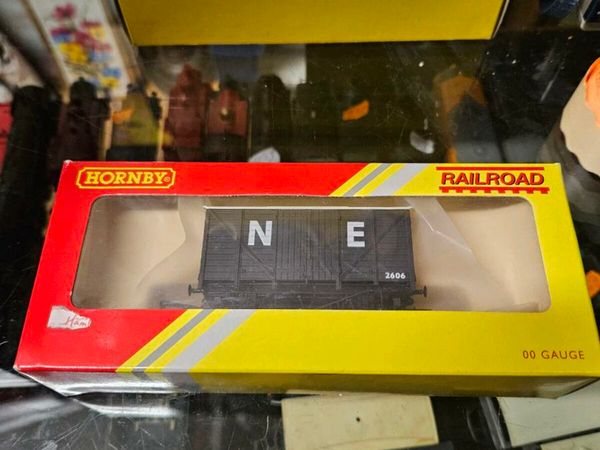 HORNBY
RAILROAD
N E
2606
00 GAUGE